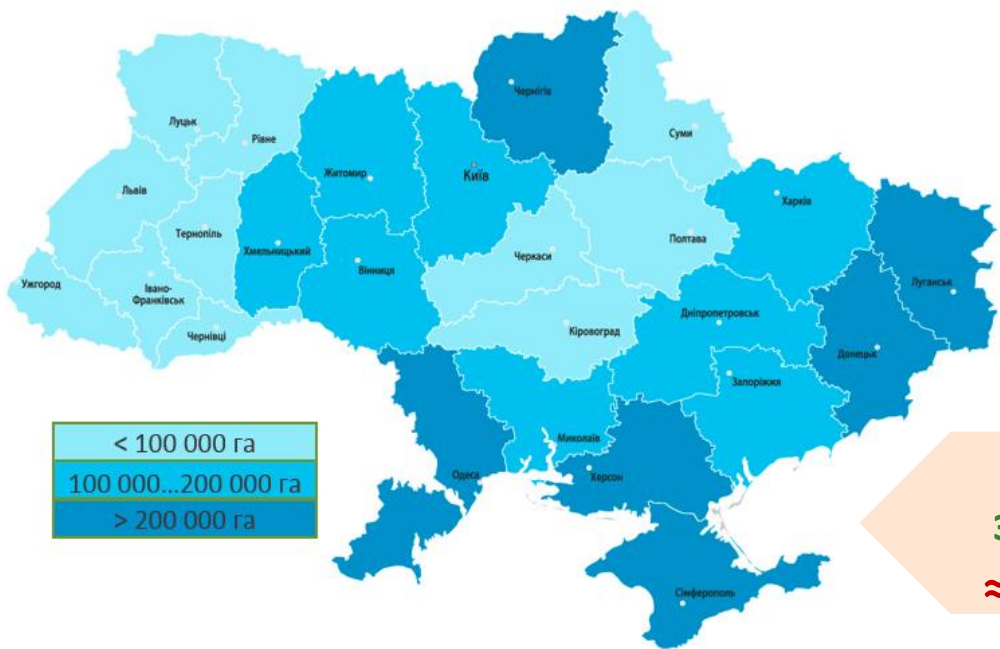 Чернігів
Луцьк
Рівне
Суми
Житомир
Київ
Львів
Харків
Тернопіль
Хмельницький
Полтава
Вінниця
Черкаси
Ужгород
Івано-
Франківськ
Луганськ
Дніпропетровськ
Чернівці
Кіровоград
Донецьк
Запоріжжя
Миколаїв
< 100 000 га
100 000...200 000 га
> 200 000 га
Одеса
Херсон
Сімферополь
≈